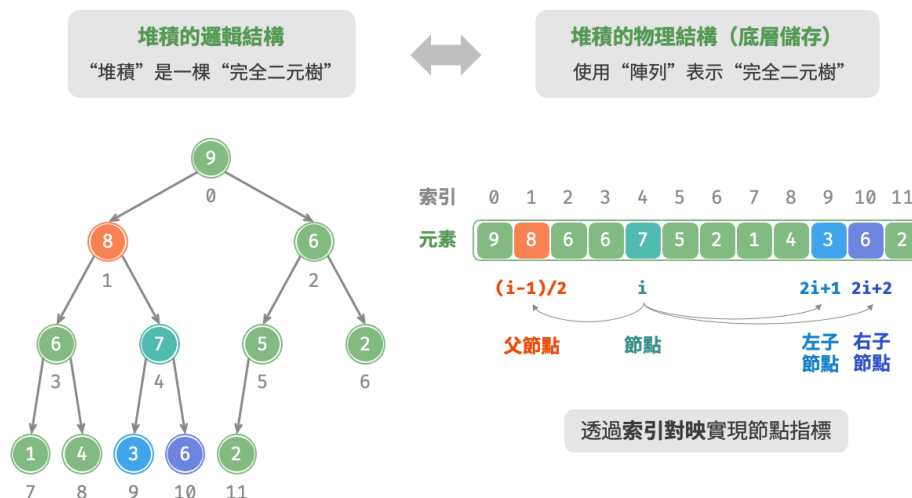 堆積的邏輯結構
“堆積”是一棵“完全二元樹”
堆積的物理結構（底層儲存）
使用“陣列”表示“完全二元樹”
9
0
8
6
1
2
6
7
5
2
3
4
5
6
1
4
3
6
2
7
8
9
10
11
索引 0 1 2 3 4 5 6 7 8 9 10 11
元素 9 8 6 6 7 5 2 1 4 3 6 2
(i-1)/2 i 2i+1 2i+2
父節點
節點
左子
節點
右子
節點
透過索引對映實現節點指標